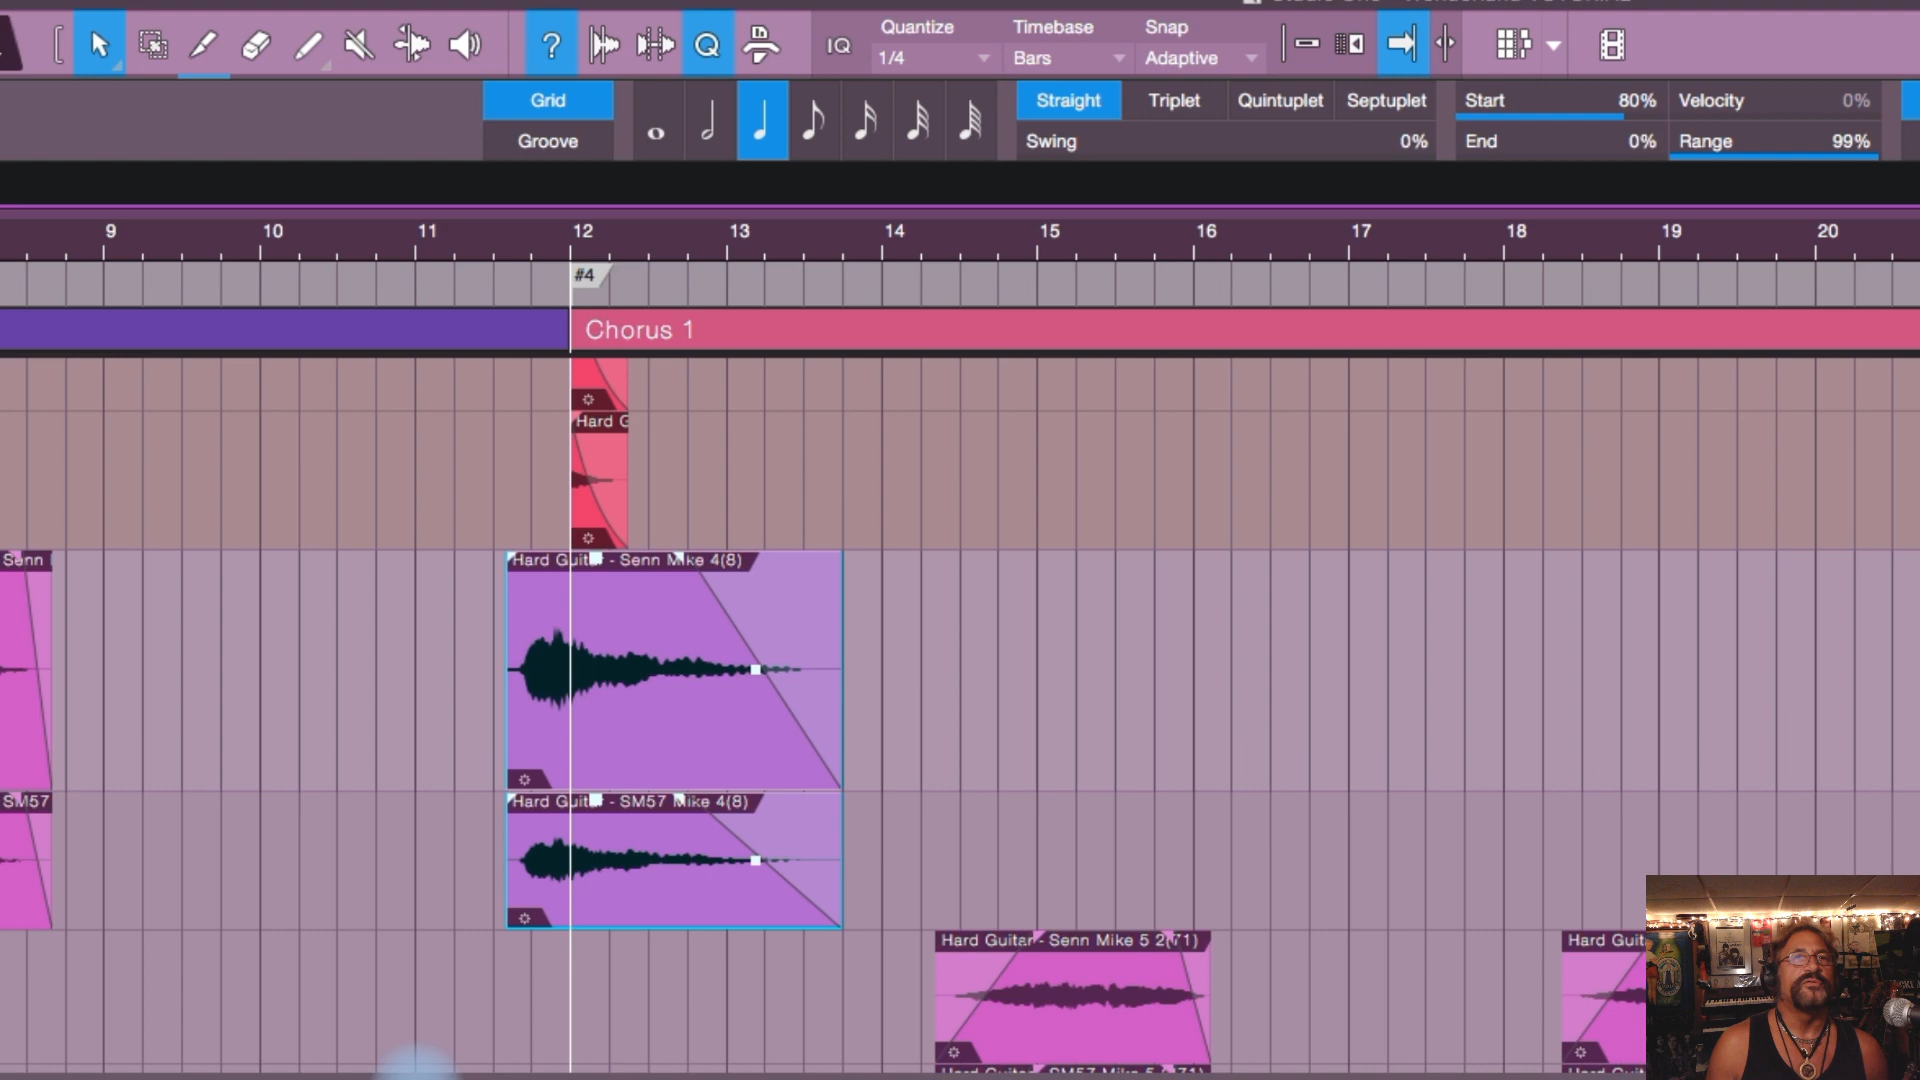 Quantize Timebase Snap
IQ 1/4 Bars Adaptive
Grid Straight Triplet Quintuplet Septuplet Start 80% Velocity 0%
Groove Swing 0% End 0% Range 99%
9 10 11 12 13 14 15 16 17 18 19 20
#4
Chorus 1
Hard G
Senn Hard Guitar - Senn Mike 4(8)
SM57 Hard Guitar - SM57 Mike 4(8)
Hard Guitar - Senn Mike 5 2(71) Hard Guit